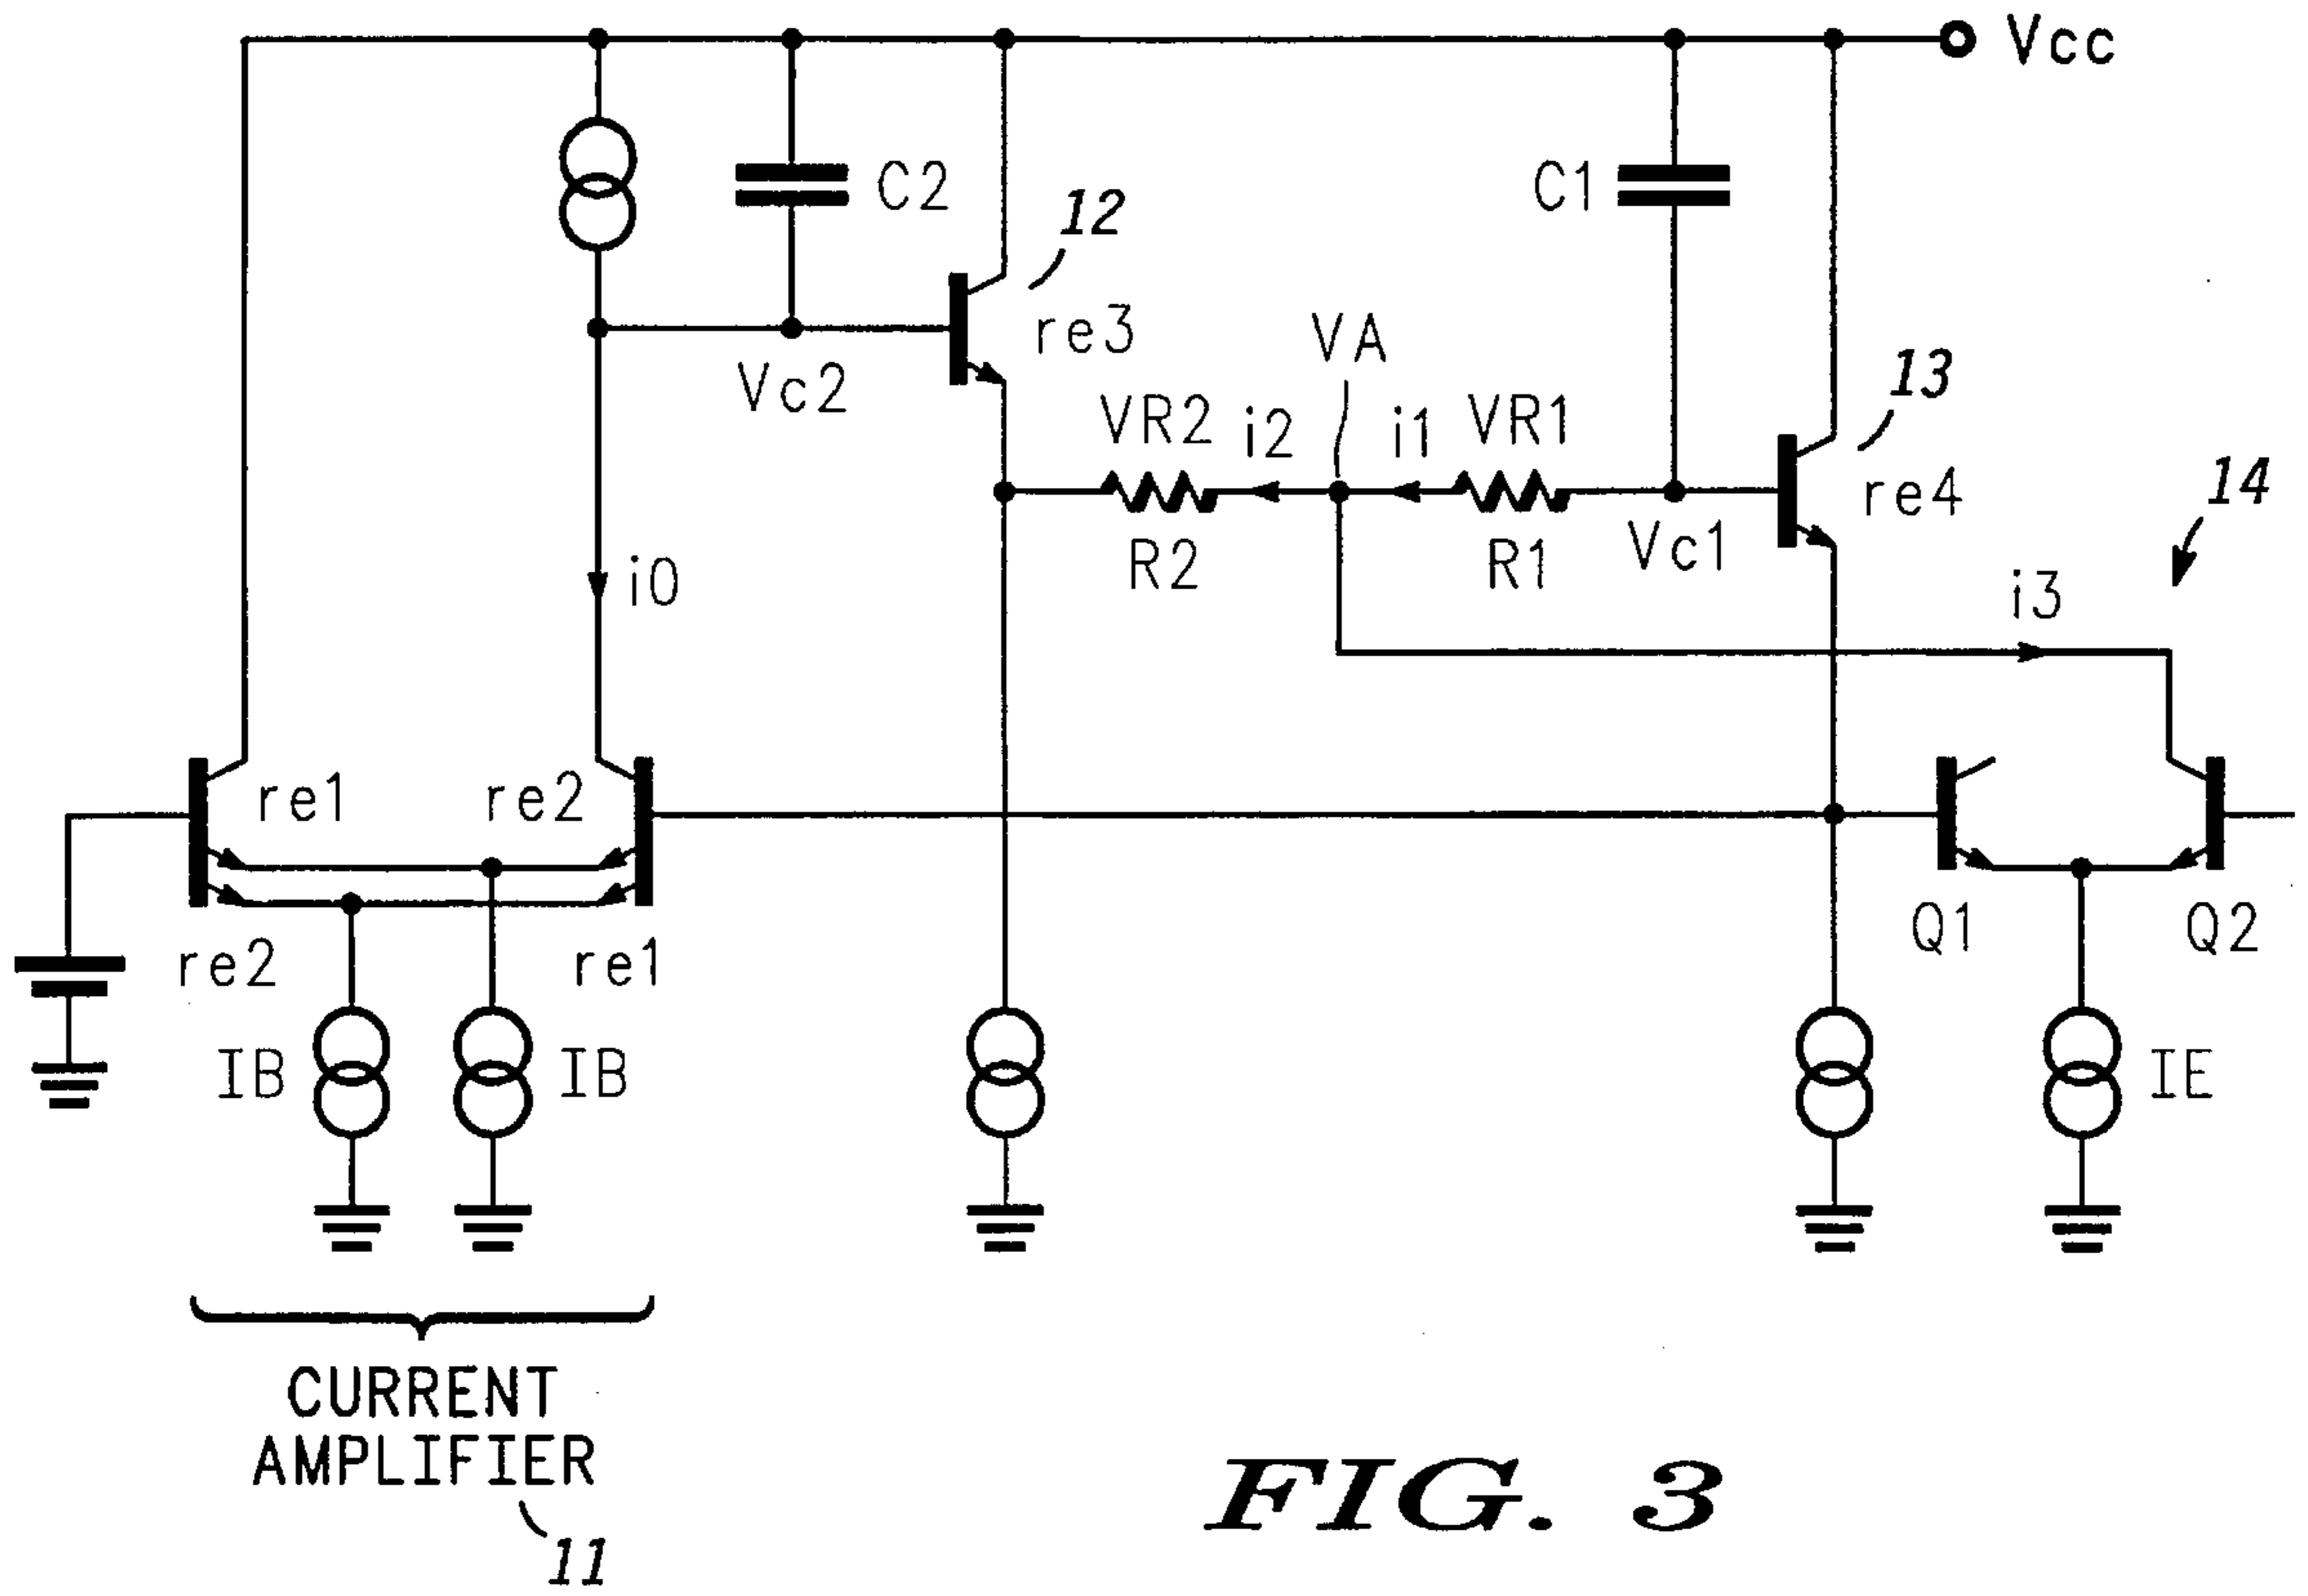 Vcc
C2
C1
12
re3
VA
13
Vc2
VR2
i2
i1
VR1
re4
14
R2
R1
Vc1
i0
i3
re1
re2
re2
re1
Q1
Q2
IB
IB
IE
CURRENT
AMPLIFIER
11
FIG. 3